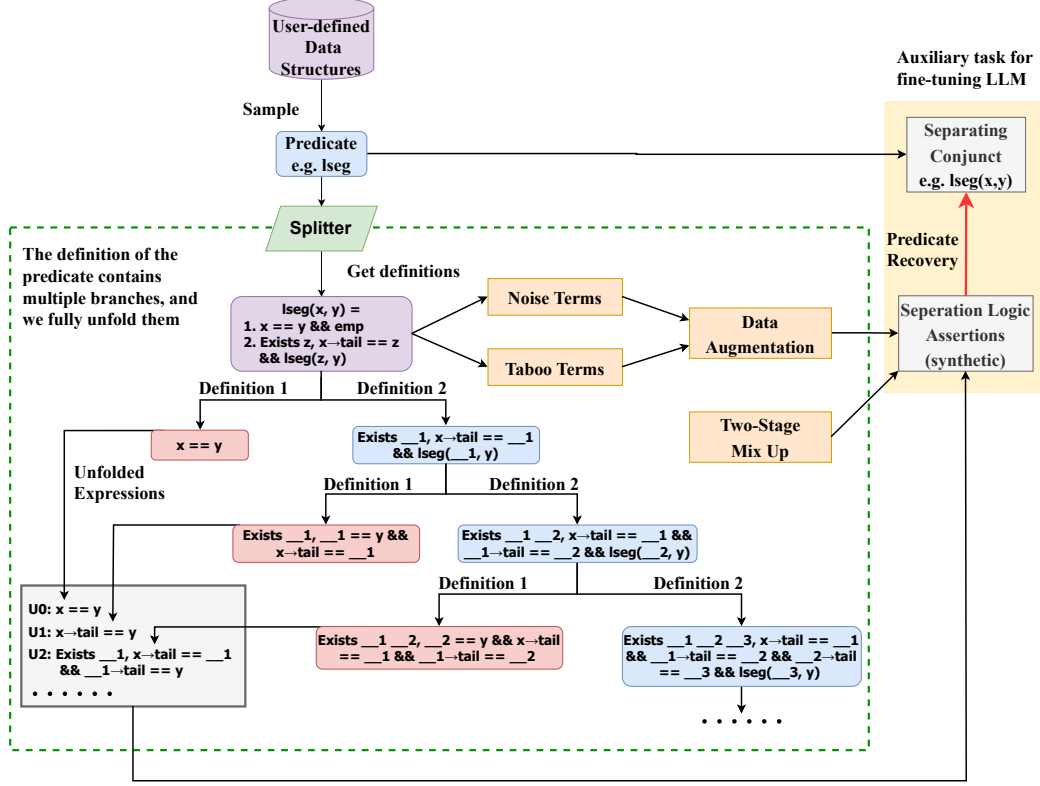 User-defined
Data
Structures
Sample
Predicate
e.g. lseg
Auxiliary task for
fine-tuning LLM
Separating
Conjunct
e.g. lseg(x,y)
Predicate
Recovery
Splitter
The definition of the
predicate contains
multiple branches, and
we fully unfold them
Get definitions
lseg(x, y) =
1. x == y && emp
2. Exists z, x→tail == z
&& lseg(z, y)
Noise Terms
Taboo Terms
Data
Augmentation
Seperation Logic
Assertions
(synthetic)
Two-Stage
Mix Up
Definition 1
Definition 2
x == y
Exists __1, x→tail == __1
&& lseg(__1, y)
Unfolded
Expressions
Definition 1
Definition 2
Exists __1, __1 == y &&
x→tail == __1
Exists __1 __2, x→tail == __1 &&
__1→tail == __2 && lseg(__2, y)
Definition 1
Definition 2
U0: x == y
U1: x→tail == y
U2: Exists __1, x→tail == __1
&& __1→tail == y
......
Exists __1 __2, __2 == y && x→tail
== __1 && __1→tail == __2
Exists __1 __2 __3, x→tail == __1
&& __1→tail == __2 && __2→tail
== __3 && lseg(__3, y)
......